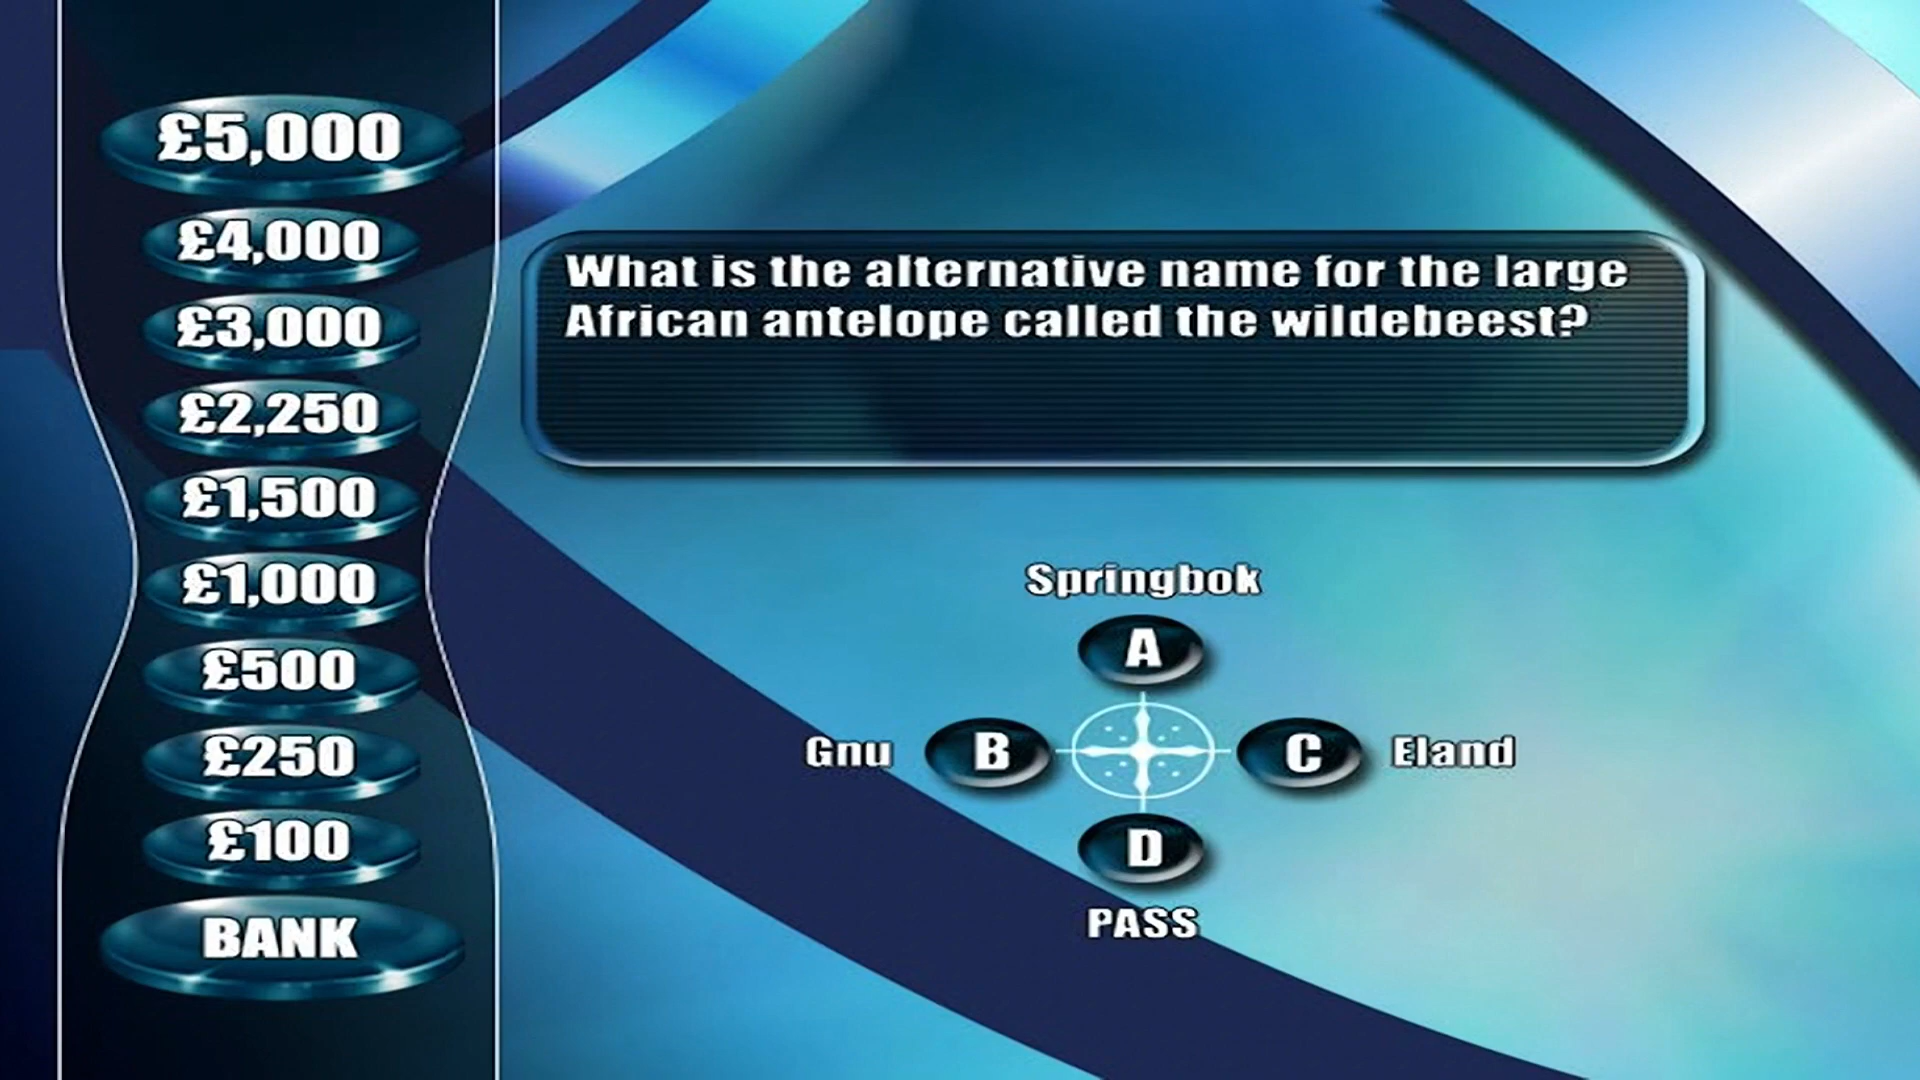 £5,000
£4,000
£3,000
£2,250
£1,500
£1,000
£500
£250
£100
BANK
What is the alternative name for the large
African antelope called the wildebeest?
Springbok
A
Gnu
B
C
Eland
D
PASS